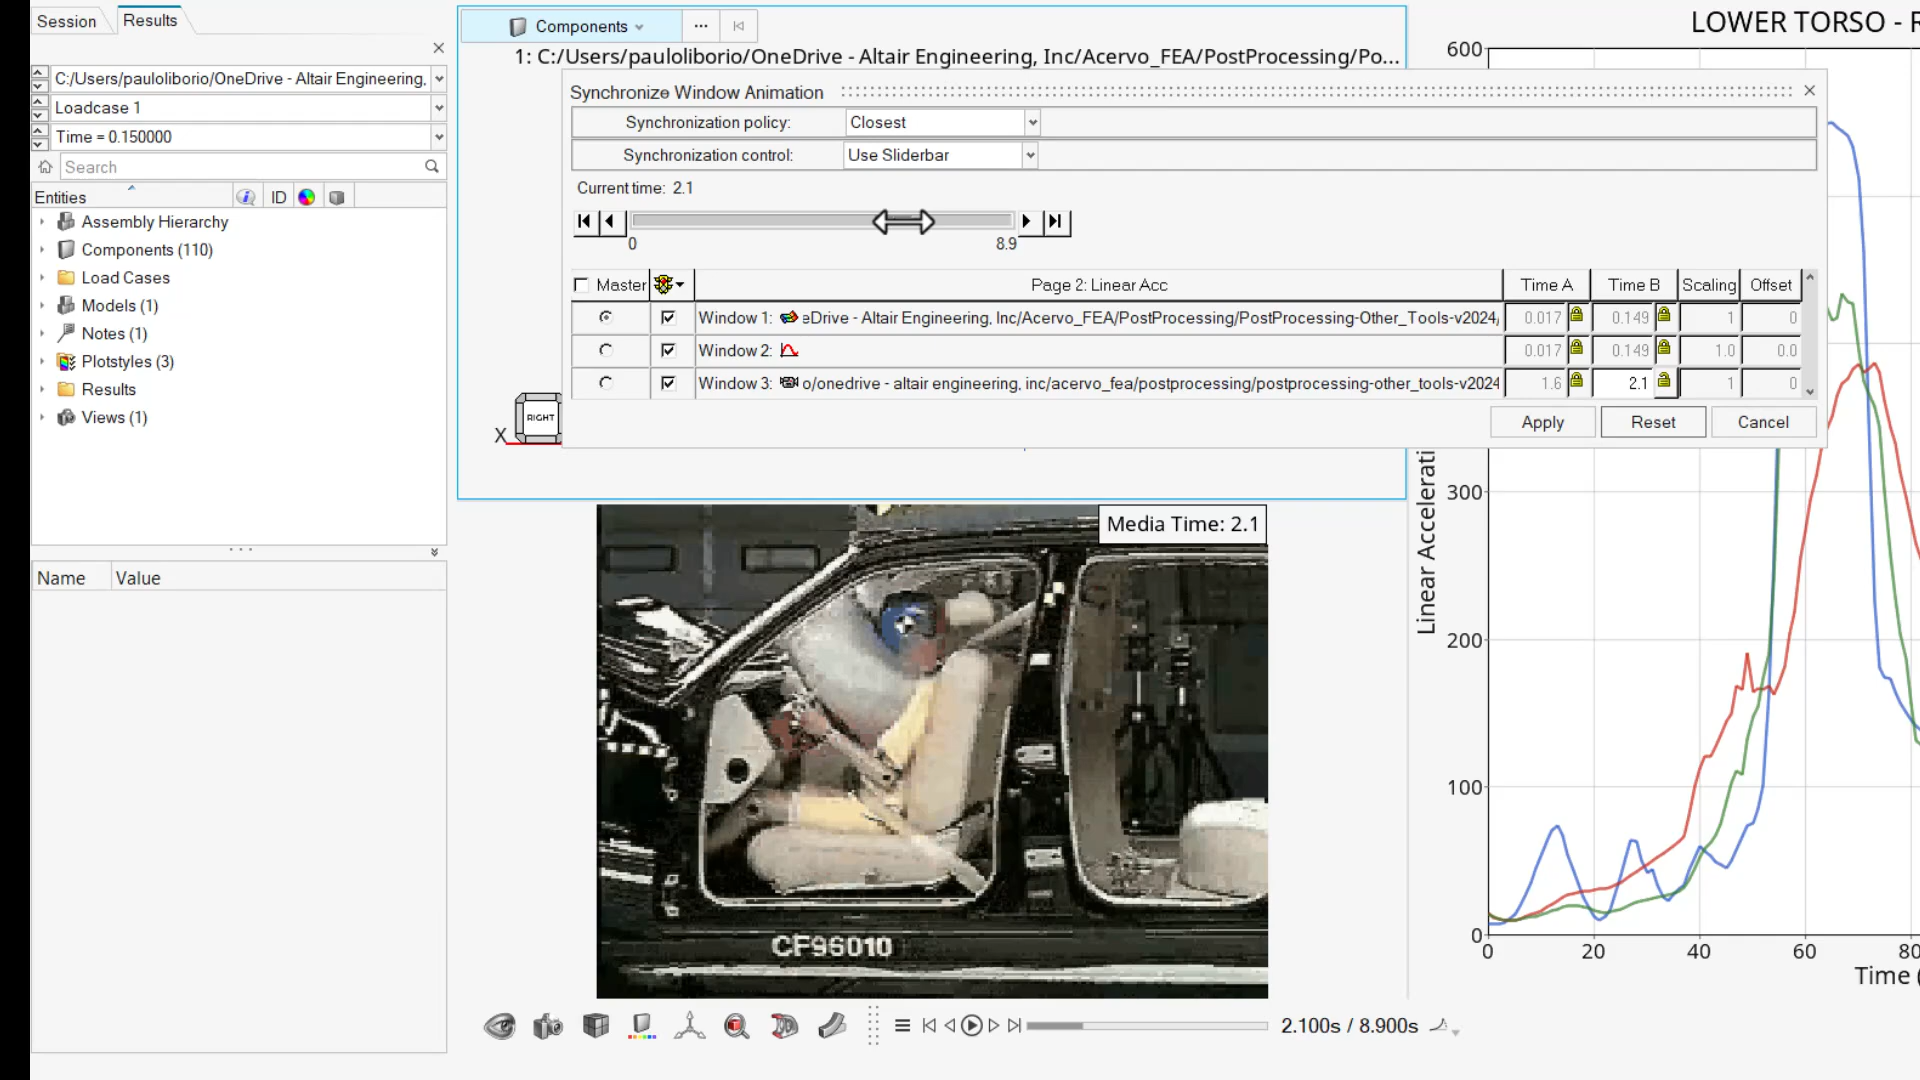 Session
Results
C:/Users/pauloliborio/OneDrive - Altair Engineering,
Loadcase 1
Time = 0.150000
Search
Entities
ID
Assembly Hierarchy
Components (110)
Load Cases
Models (1)
Notes (1)
Plotstyles (3)
Results
Views (1)
Name
Value
Components
1: C:/Users/pauloliborio/OneDrive - Altair Engineering, Inc/Acervo_FEA/PostProcessing/Po...
Synchronize Window Animation
Synchronization policy:
Closest
Synchronization control:
Use Sliderbar
Current time: 2.1
0
8.9
Master
Page 2: Linear Acc
Time A
Time B
Scaling
Offset
Window 1:
eDrive - Altair Engineering, Inc/Acervo_FEA/PostProcessing/PostProcessing-Other_Tools-v2024/
0.017
0.149
1
0
Window 2:
0.017
0.149
1.0
0.0
Window 3:
o/onedrive - altair engineering, inc/acervo_fea/postprocessing/postprocessing-other_tools-v2024
1.6
2.1
1
0
Apply
Reset
Cancel
RIGHT
X
Media Time: 2.1
CF96010
2.100s / 8.900s
LOWER TORSO - R
600
300
200
100
0
Linear Accelerati
0
20
40
60
80
Time (